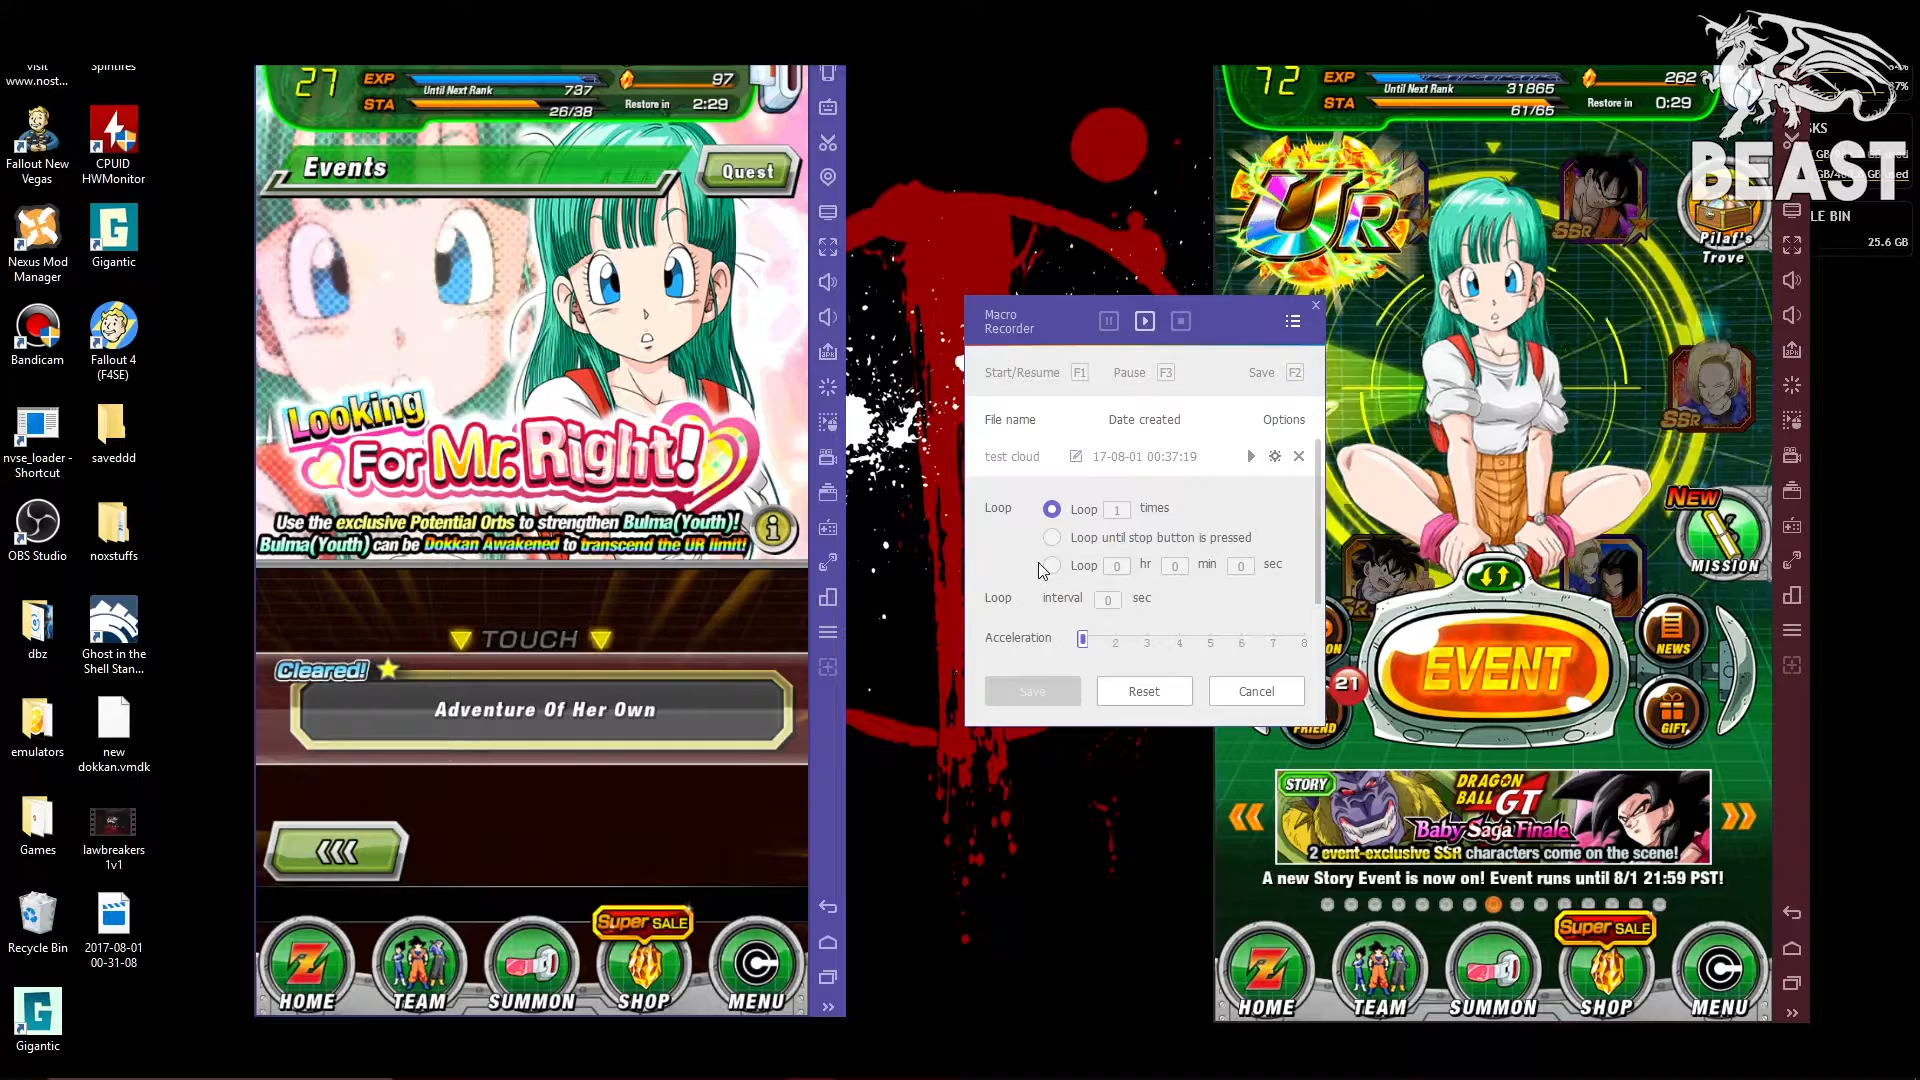 visit
www.nost...
Spintires
Fallout New
Vegas
CPUID
HWMonitor
Nexus Mod
Manager
Gigantic
Bandicam
Fallout 4
(F4SE)
nvse_loader -
Shortcut
saveddd
OBS Studio
noxstuffs
dbz
Ghost in the
Shell Stan...
emulators
new
dokkan.vmdk
Games
lawbreakers
1v1
Recycle Bin
2017-08-01
00-31-08
Gigantic
27
EXP
Until Next Rank
737
97
STA
26/38
Restore in
2:29
Events
Quest
Looking
For Mr. Right!
Use the exclusive Potential Orbs to strengthen Bulma(Youth)!
Bulma(Youth) can be Dokkan Awakened to transcend the UR limit!
TOUCH
Cleared!
Adventure Of Her Own
Super SALE
HOME
TEAM
SUMMON
SHOP
MENU
Macro
Recorder
Start/Resume F1
Pause F3
Save F2
File name
Date created
Options
test cloud
17-08-01 00:37:19
Loop
Loop 1 times
Loop until stop button is pressed
Loop 0 hr 0 min 0 sec
Loop interval 0 sec
Acceleration
2 3 4 5 6 7 8
Save
Reset
Cancel
72
EXP
Until Next Rank
31865
262
STA
61/65
Restore in
0:29
UR
SSR
Pilaf's
Trove
SSR
NEW
MISSION
EVENT
NEWS
21
FRIEND
GIFT
STORY
DRAGON
BALL GT
Baby Saga Finale
2 event-exclusive SSR characters come on the scene!
A new Story Event is now on! Event runs until 8/1 21:59 PST!
Super SALE
HOME
TEAM
SUMMON
SHOP
MENU
BEAST
25.6 GB